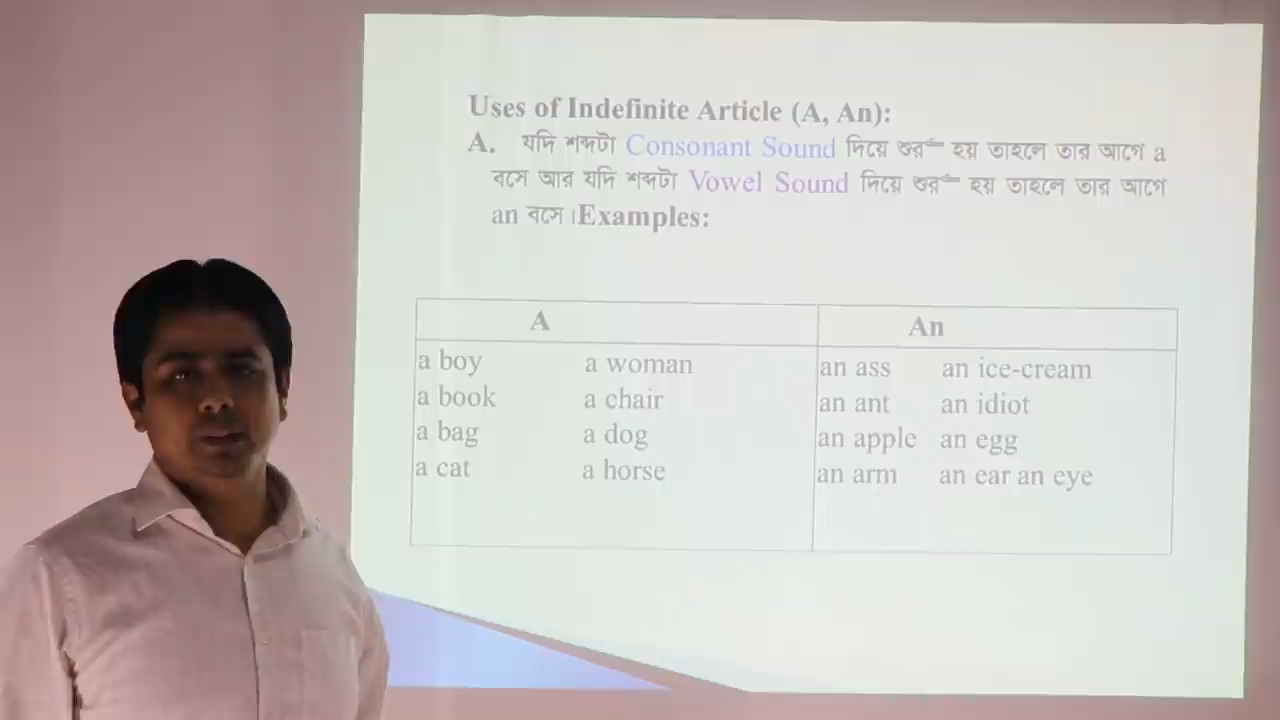 Uses of Indefinite Article (A, An):
A. যদি শব্দটা Consonant Sound দিয়ে শুরু হয় তাহলে তার আগে a
বসে আর যদি শব্দটা Vowel Sound দিয়ে শুরু হয় তাহলে তার আগে
an বসে।Examples:
A An
a boy a woman an ass an ice-cream
a book a chair an ant an idiot
a bag a dog an apple an egg
a cat a horse an arm an ear an eye